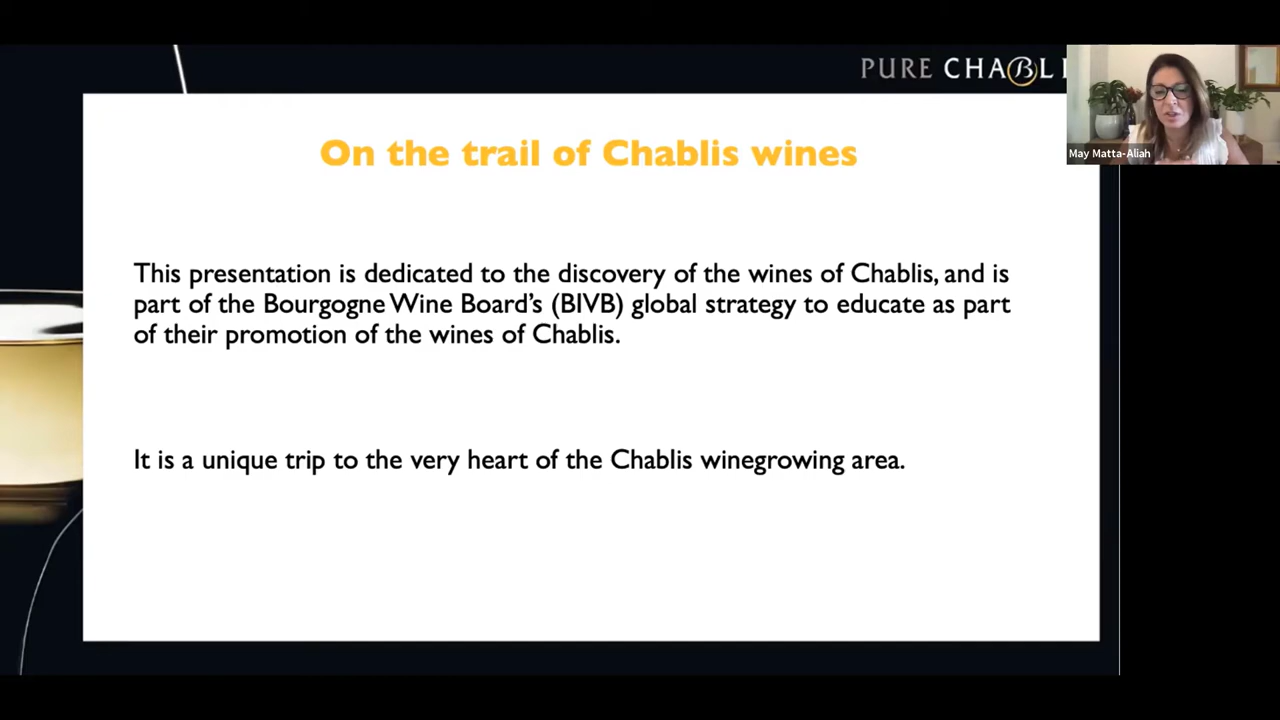 PURE CHABLI
May Matta-Aliah
On the trail of Chablis wines
This presentation is dedicated to the discovery of the wines of Chablis, and is
part of the Bourgogne Wine Board’s (BIVB) global strategy to educate as part
of their promotion of the wines of Chablis.
It is a unique trip to the very heart of the Chablis winegrowing area.